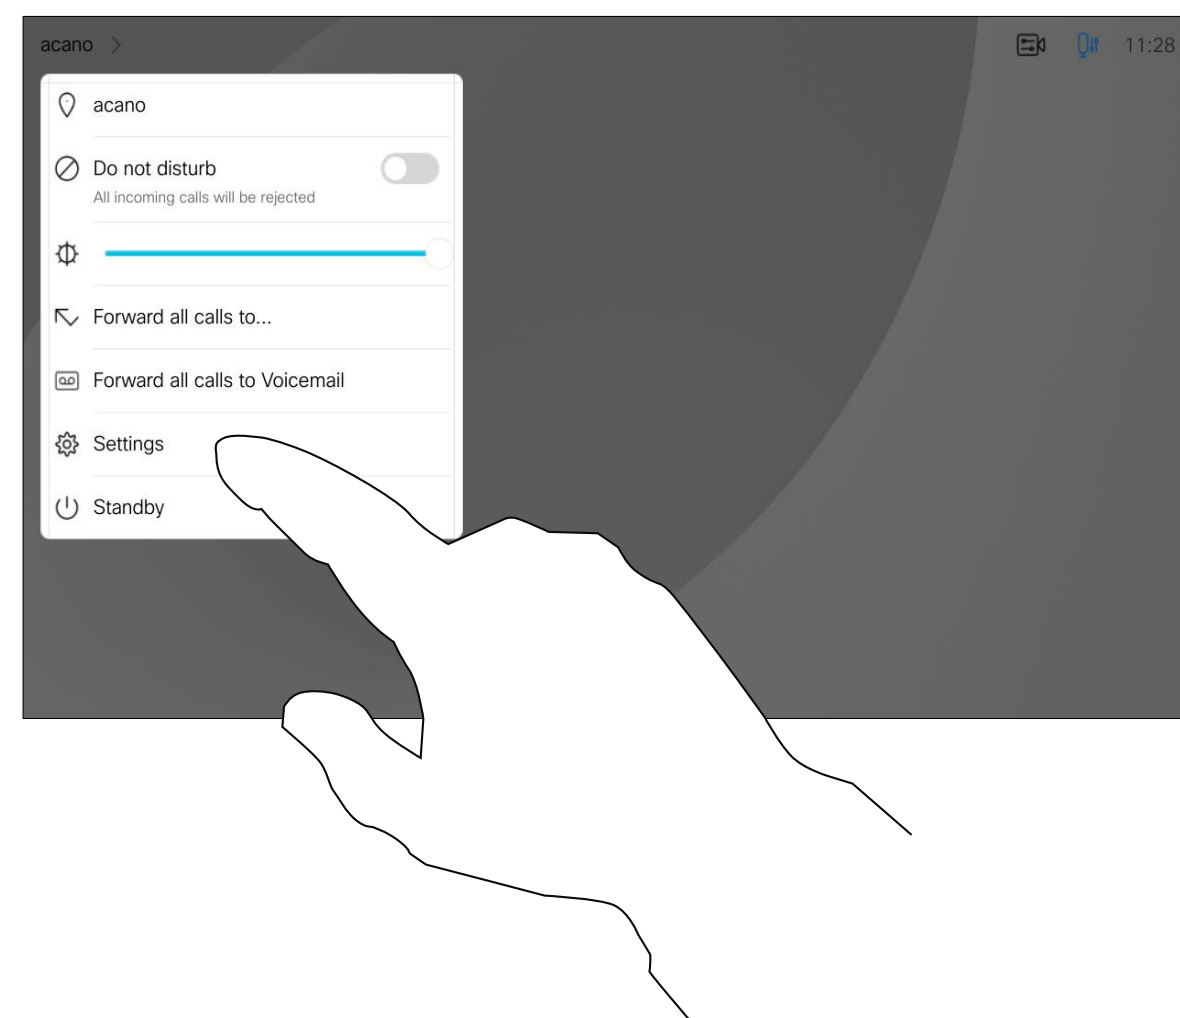 acano
11:28
acano
Do not disturb
All incoming calls will be rejected
Forward all calls to...
Forward all calls to Voicemail
Settings
Standby